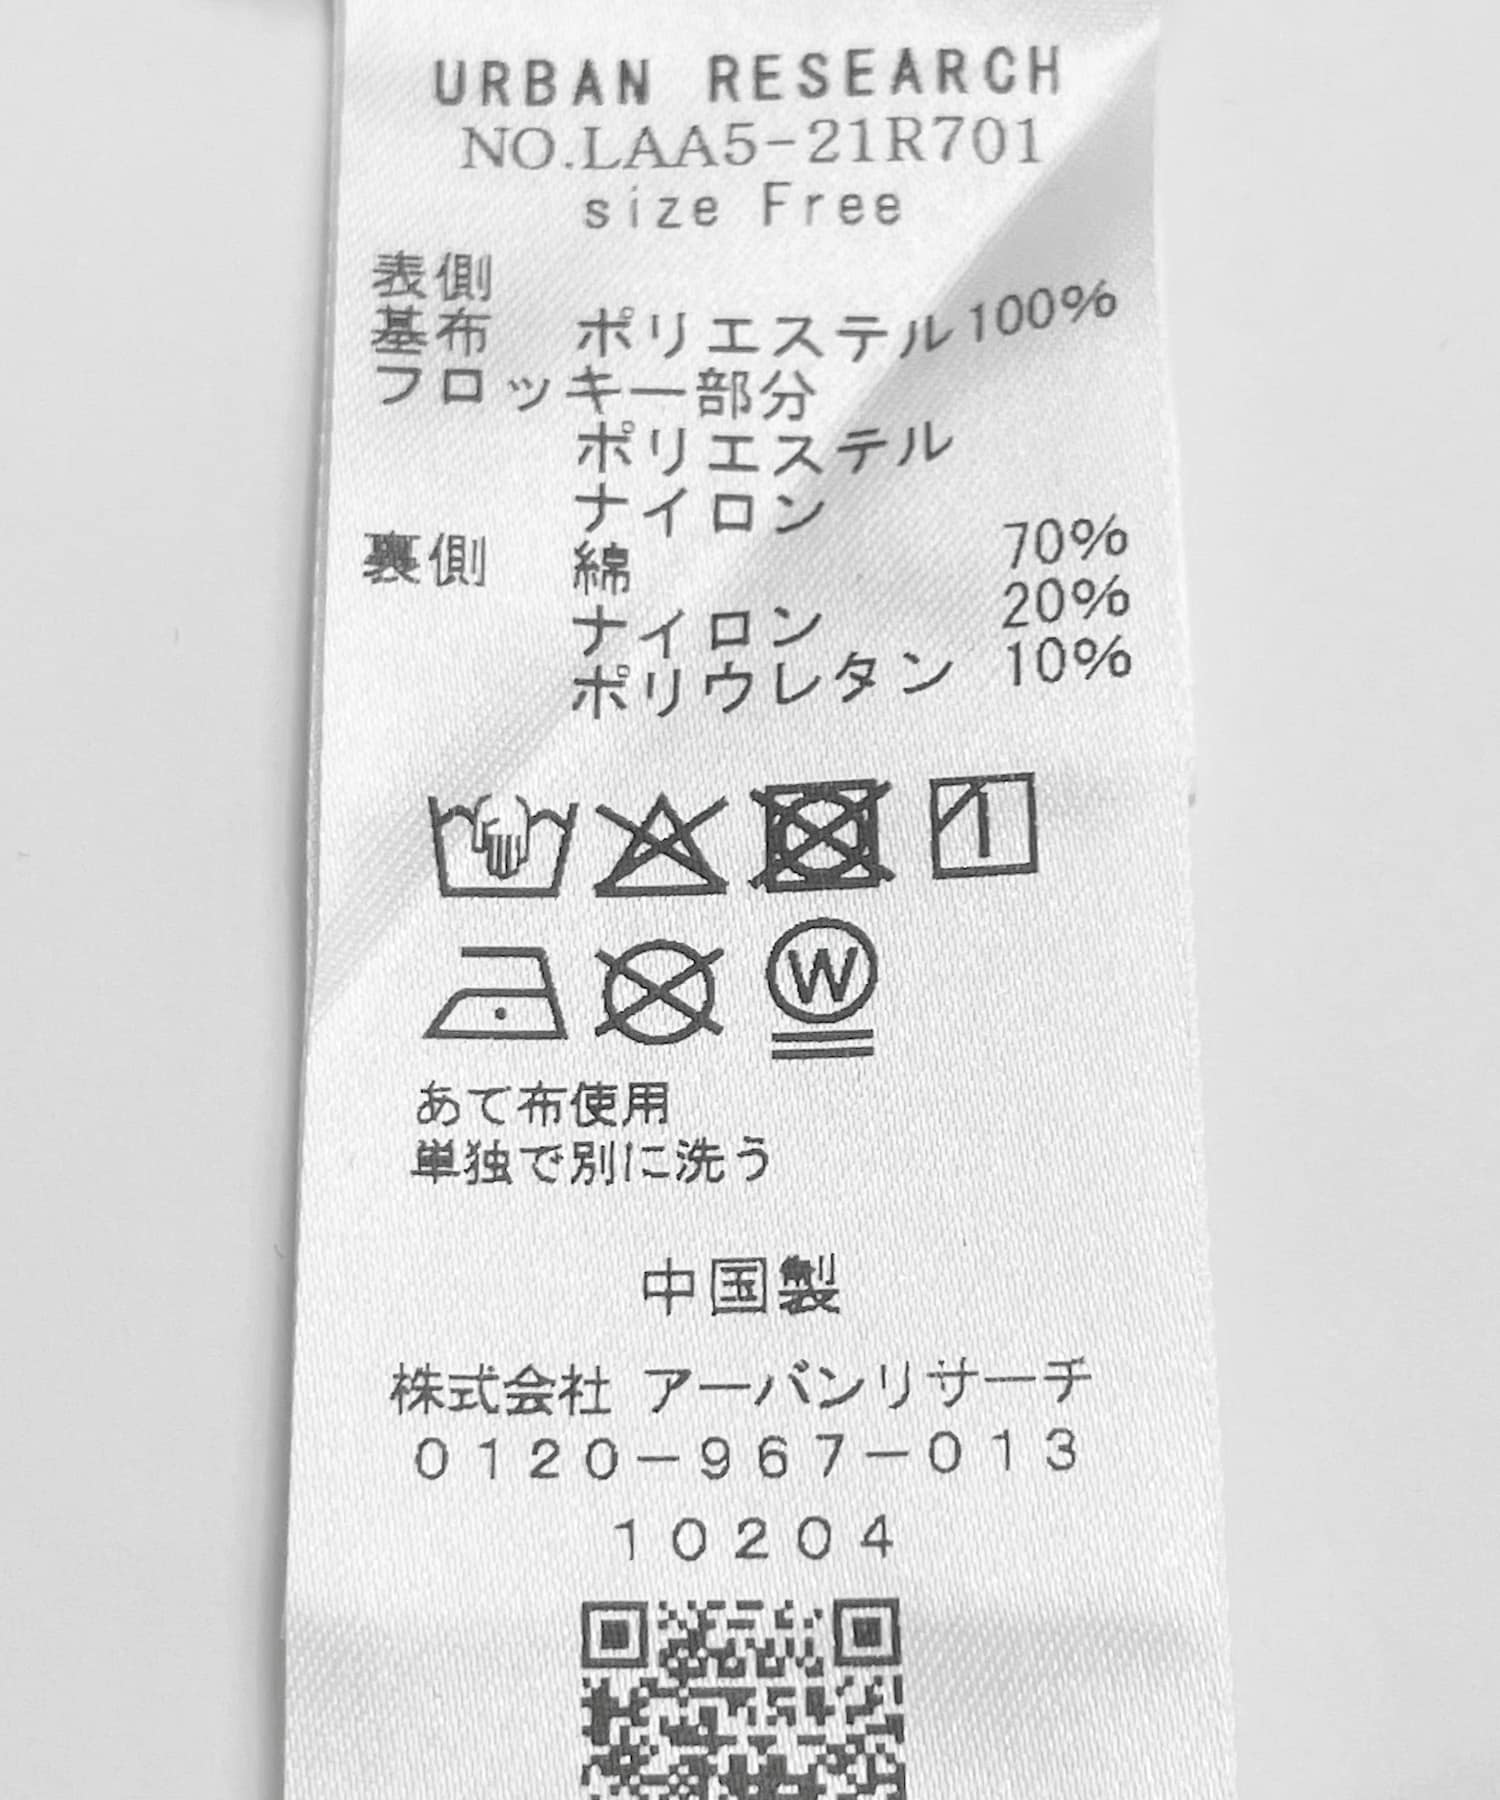 URBAN RESEARCH
NO.LAA5-21R701
size Free
表側
基布 ポリエステル100%
フロッキー部分
ポリエステル
ナイロン
裏側 綿 70%
ナイロン 20%
ポリウレタン 10%
W
あて布使用
単独で別に洗う
中国製
株式会社 アーバンリサーチ
0120-967-013
10204